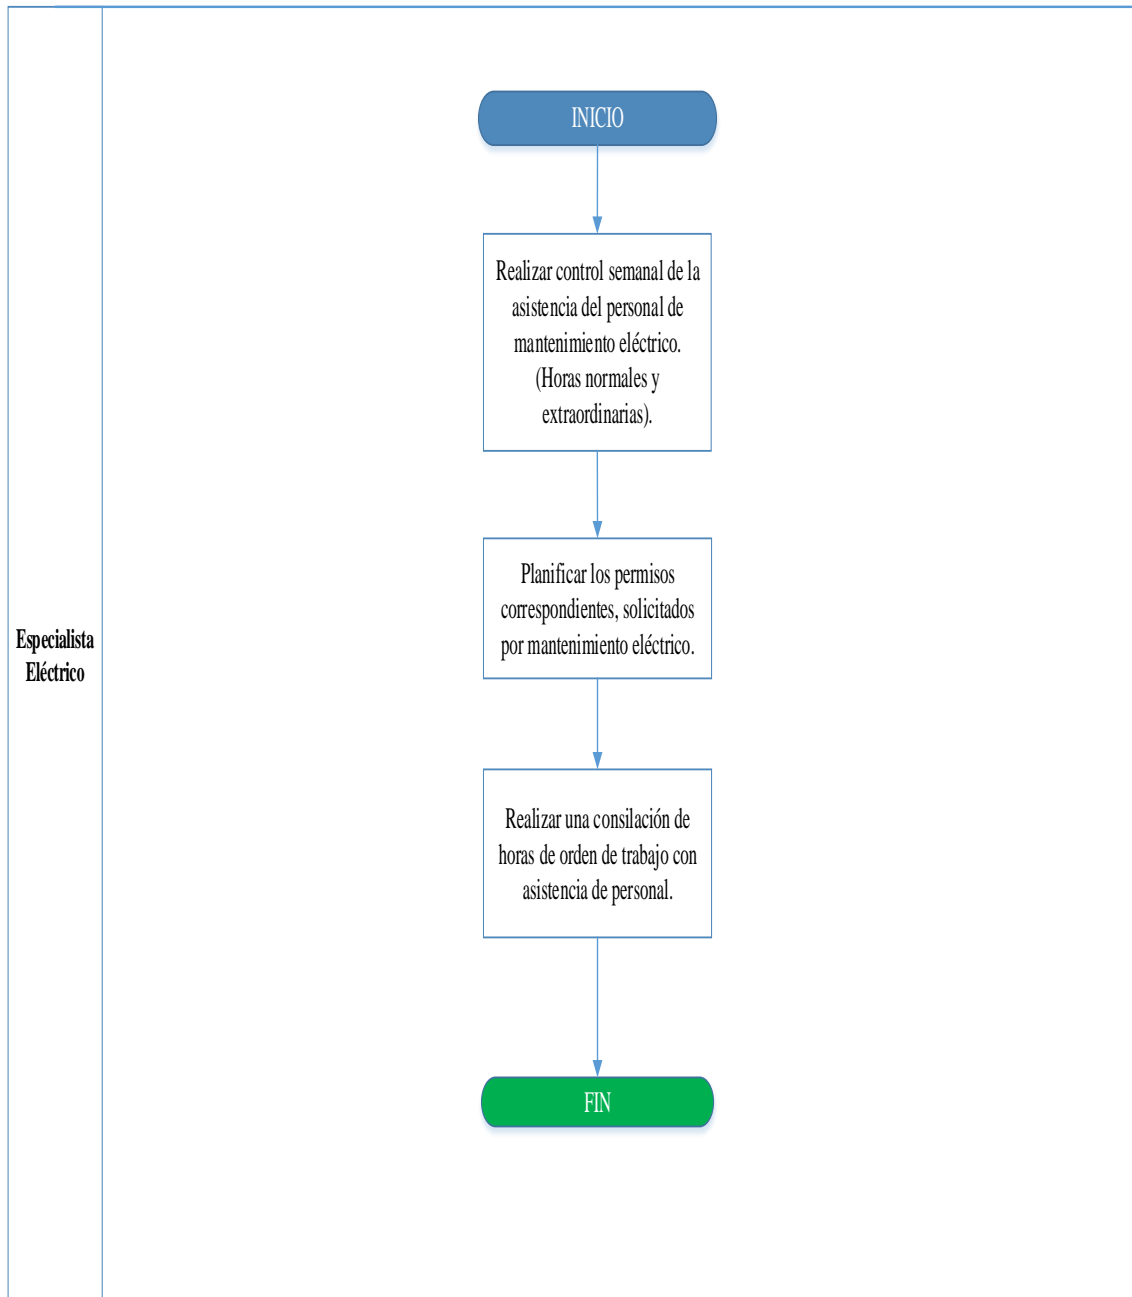 INICIO
Realizar control semanal de la
asistencia del personal de
mantenimiento eléctrico.
(Horas normales y
extraordinarias).
Planificar los permisos
correspondientes, solicitados
por mantenimiento eléctrico.
Especialista
Eléctrico
Realizar una consilación de
horas de orden de trabajo con
asistencia de personal.
FIN